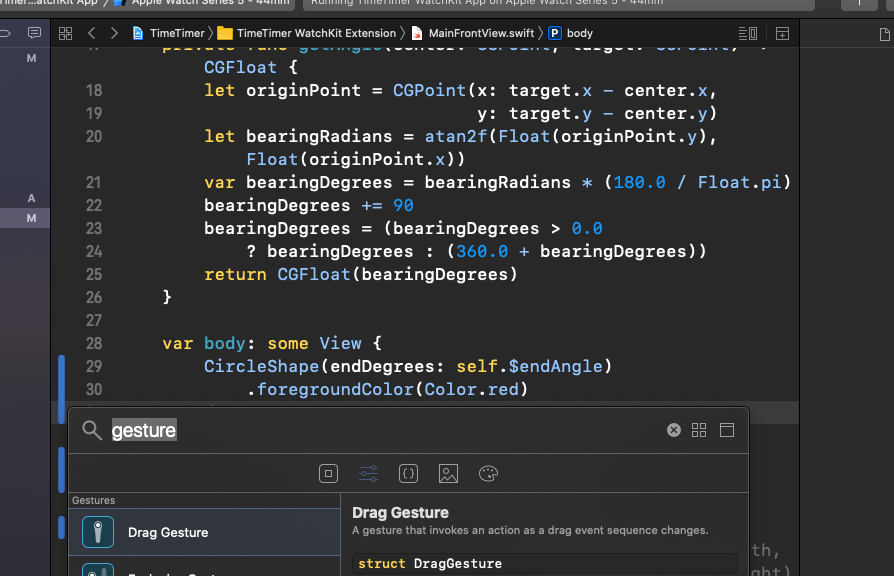 Apple Watch Series 5 - 44mm
Running TimeTimer WatchKit App on Apple Watch Series 5 - 44mm
TimeTimer TimeTimer WatchKit Extension MainFrontView.swift P body
M
17 private func getAngle(center: CGPoint, target: CGPoint) ->
CGFloat {
18 let originPoint = CGPoint(x: target.x - center.x,
19 y: target.y - center.y)
20 let bearingRadians = atan2f(Float(originPoint.y),
Float(originPoint.x))
21 var bearingDegrees = bearingRadians * (180.0 / Float.pi)
A
22 bearingDegrees += 90
M
23 bearingDegrees = (bearingDegrees > 0.0
24 ? bearingDegrees : (360.0 + bearingDegrees))
25 return CGFloat(bearingDegrees)
26 }
27
28 var body: some View {
29 CircleShape(endDegrees: self.$endAngle)
30 .foregroundColor(Color.red)
gesture
Gestures
Drag Gesture
Drag Gesture
A gesture that invokes an action as a drag event sequence changes.
struct DragGesture
th,